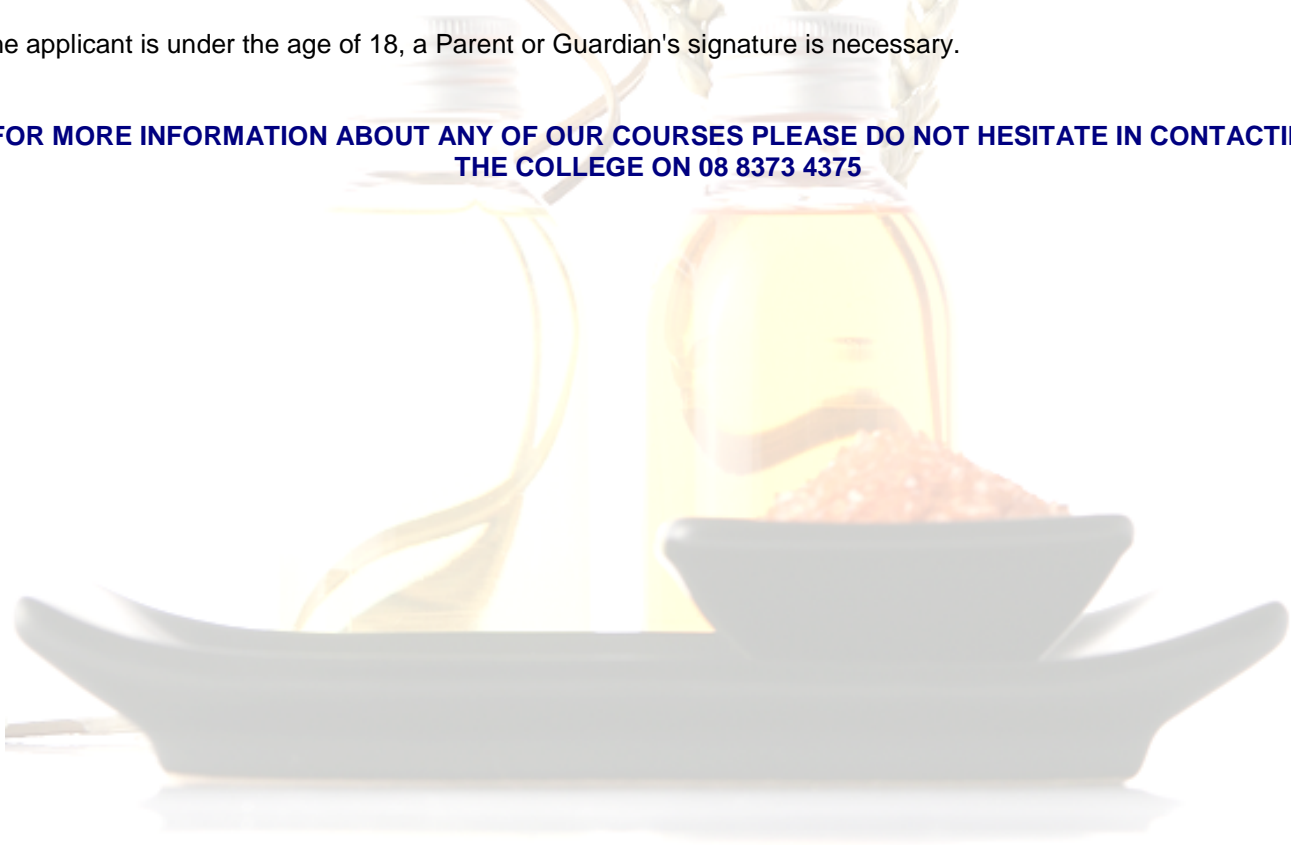 ne applicant is under the age of 18, a Parent or Guardian's signature is necessary.
FOR MORE INFORMATION ABOUT ANY OF OUR COURSES PLEASE DO NOT HESITATE IN CONTACTI
THE COLLEGE ON 08 8373 4375